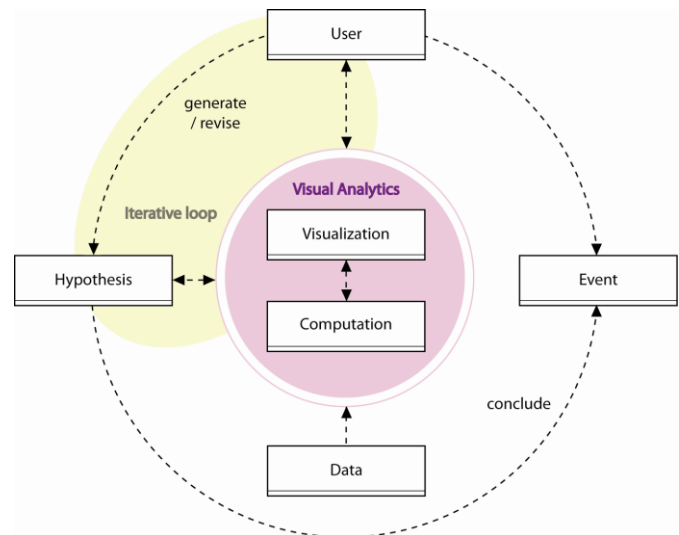 User
generate
/ revise
Visual Analytics
Iterative loop
Visualization
Hypothesis
Event
Computation
conclude
Data